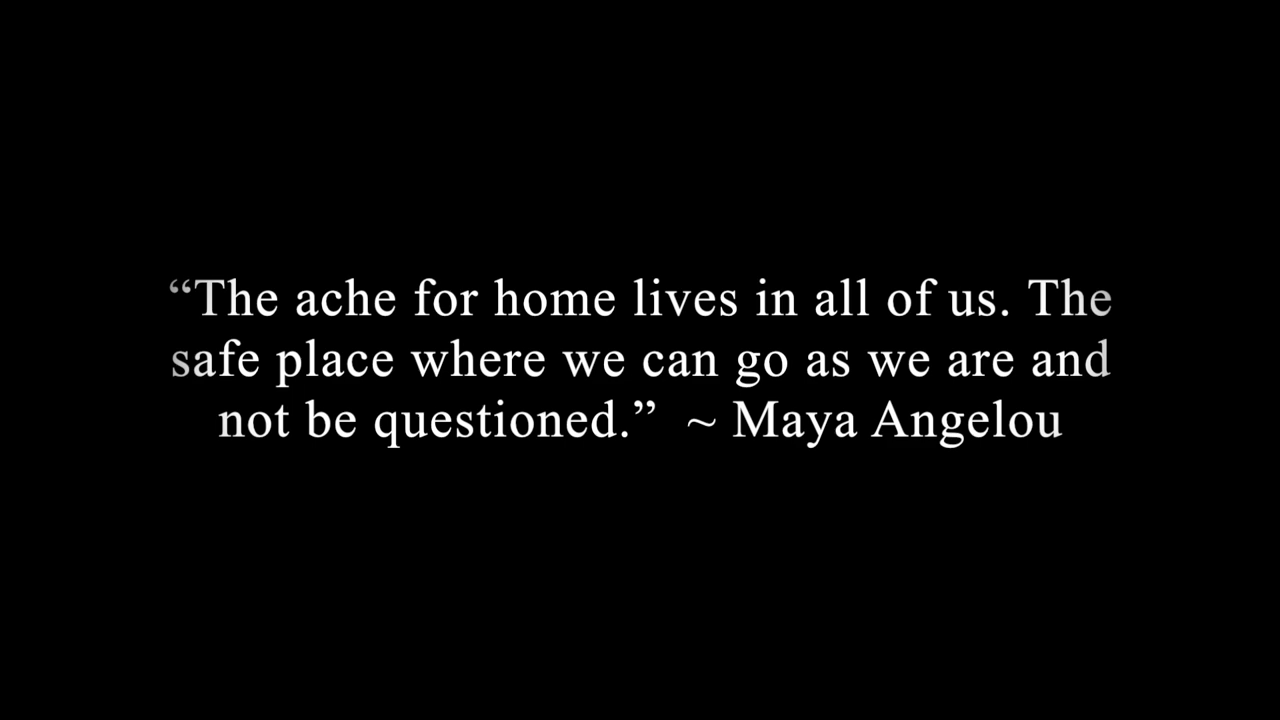 “The ache for home lives in all of us. The
safe place where we can go as we are and
not be questioned.”  ~ Maya Angelou